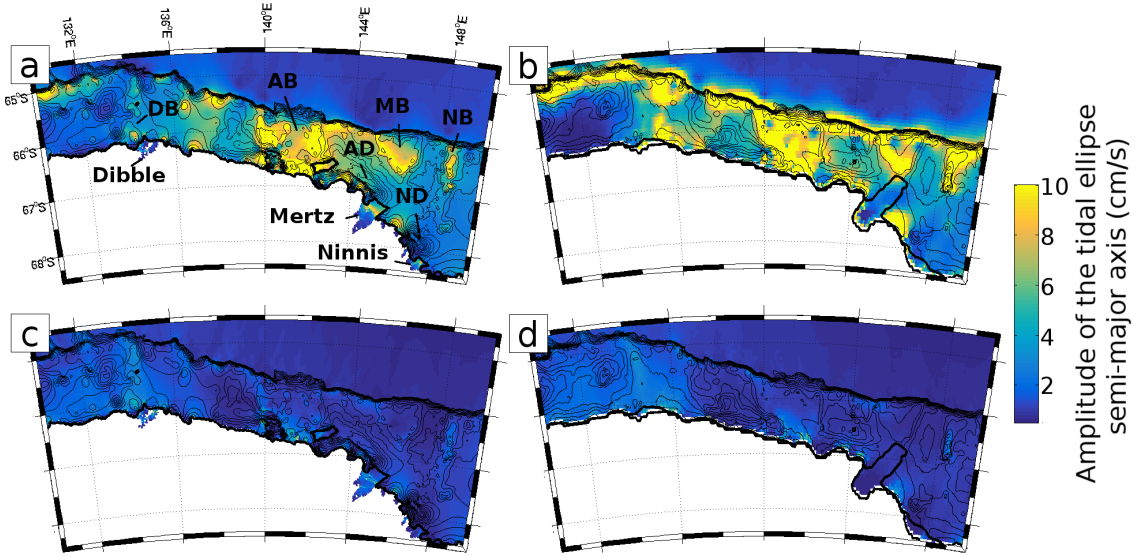 132°E
136°E
140°E
144°E
148°E
a
b
65°S
66°S
67°S
68°S
AB
MB
NB
DB
AD
Dibble
ND
Mertz
Ninnis
c
d
10
8
6
4
2
Amplitude of the tidal ellipse
semi-major axis (cm/s)